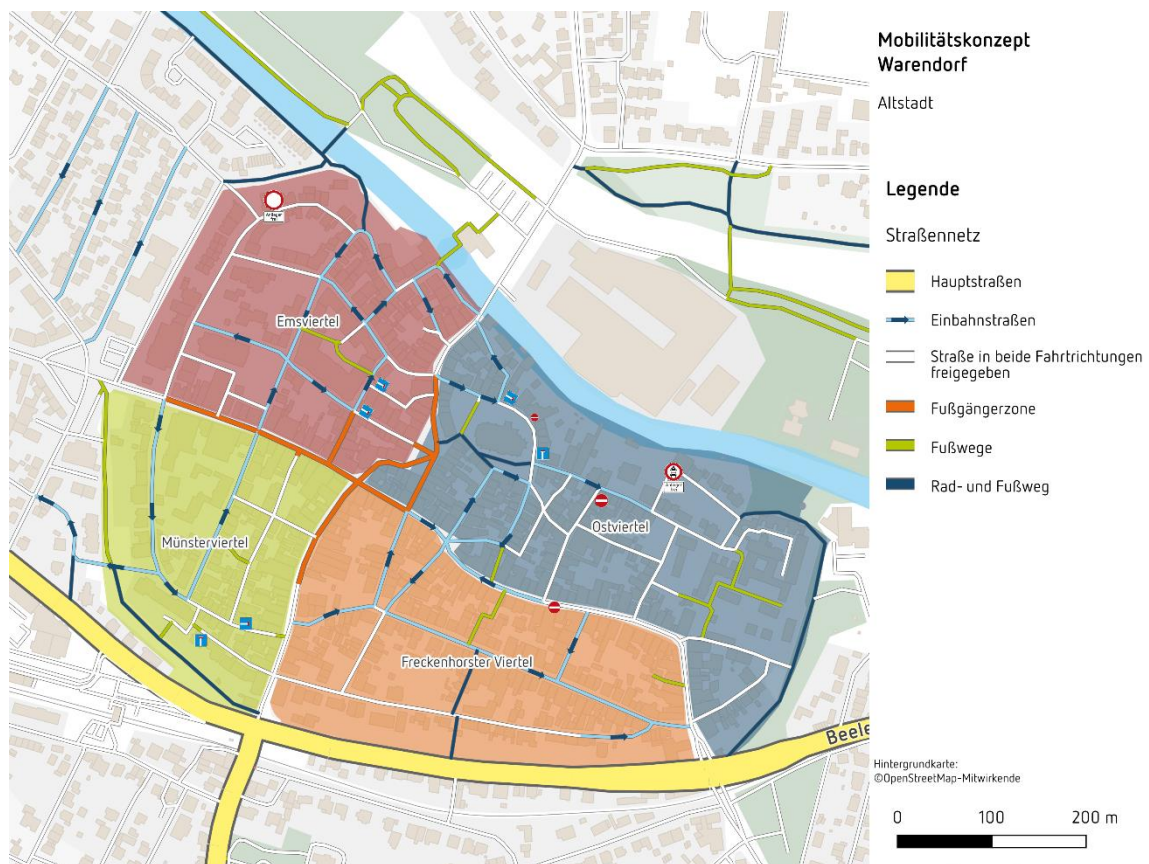 Mobilitätskonzept
Warendorf
Altstadt
Legende
Straßennetz
Hauptstraßen
Einbahnstraßen
Straße in beide Fahrtrichtungen
freigegeben
Fußgängerzone
Fußwege
Rad- und Fußweg
Emsviertel
Münsterviertel
Ostviertel
Freckenhorster Viertel
Beele
Hintergrundkarte:
©OpenStreetMap-Mitwirkende
0 100 200 m